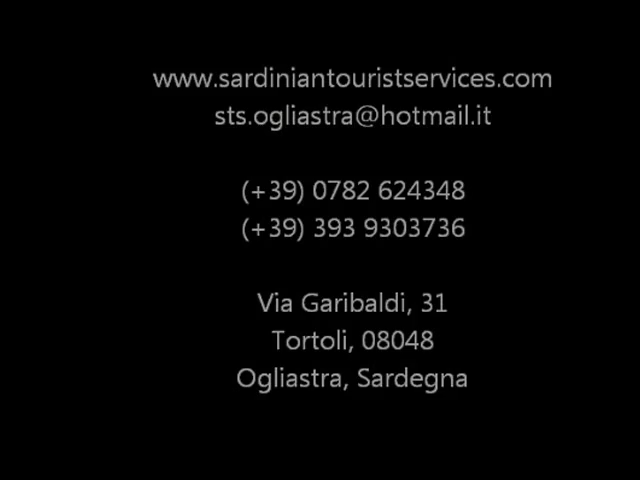 www.sardiniantouristservices.com
sts.ogliastra@hotmail.it
(+39) 0782 624348
(+39) 393 9303736
Via Garibaldi, 31
Tortoli, 08048
Ogliastra, Sardegna